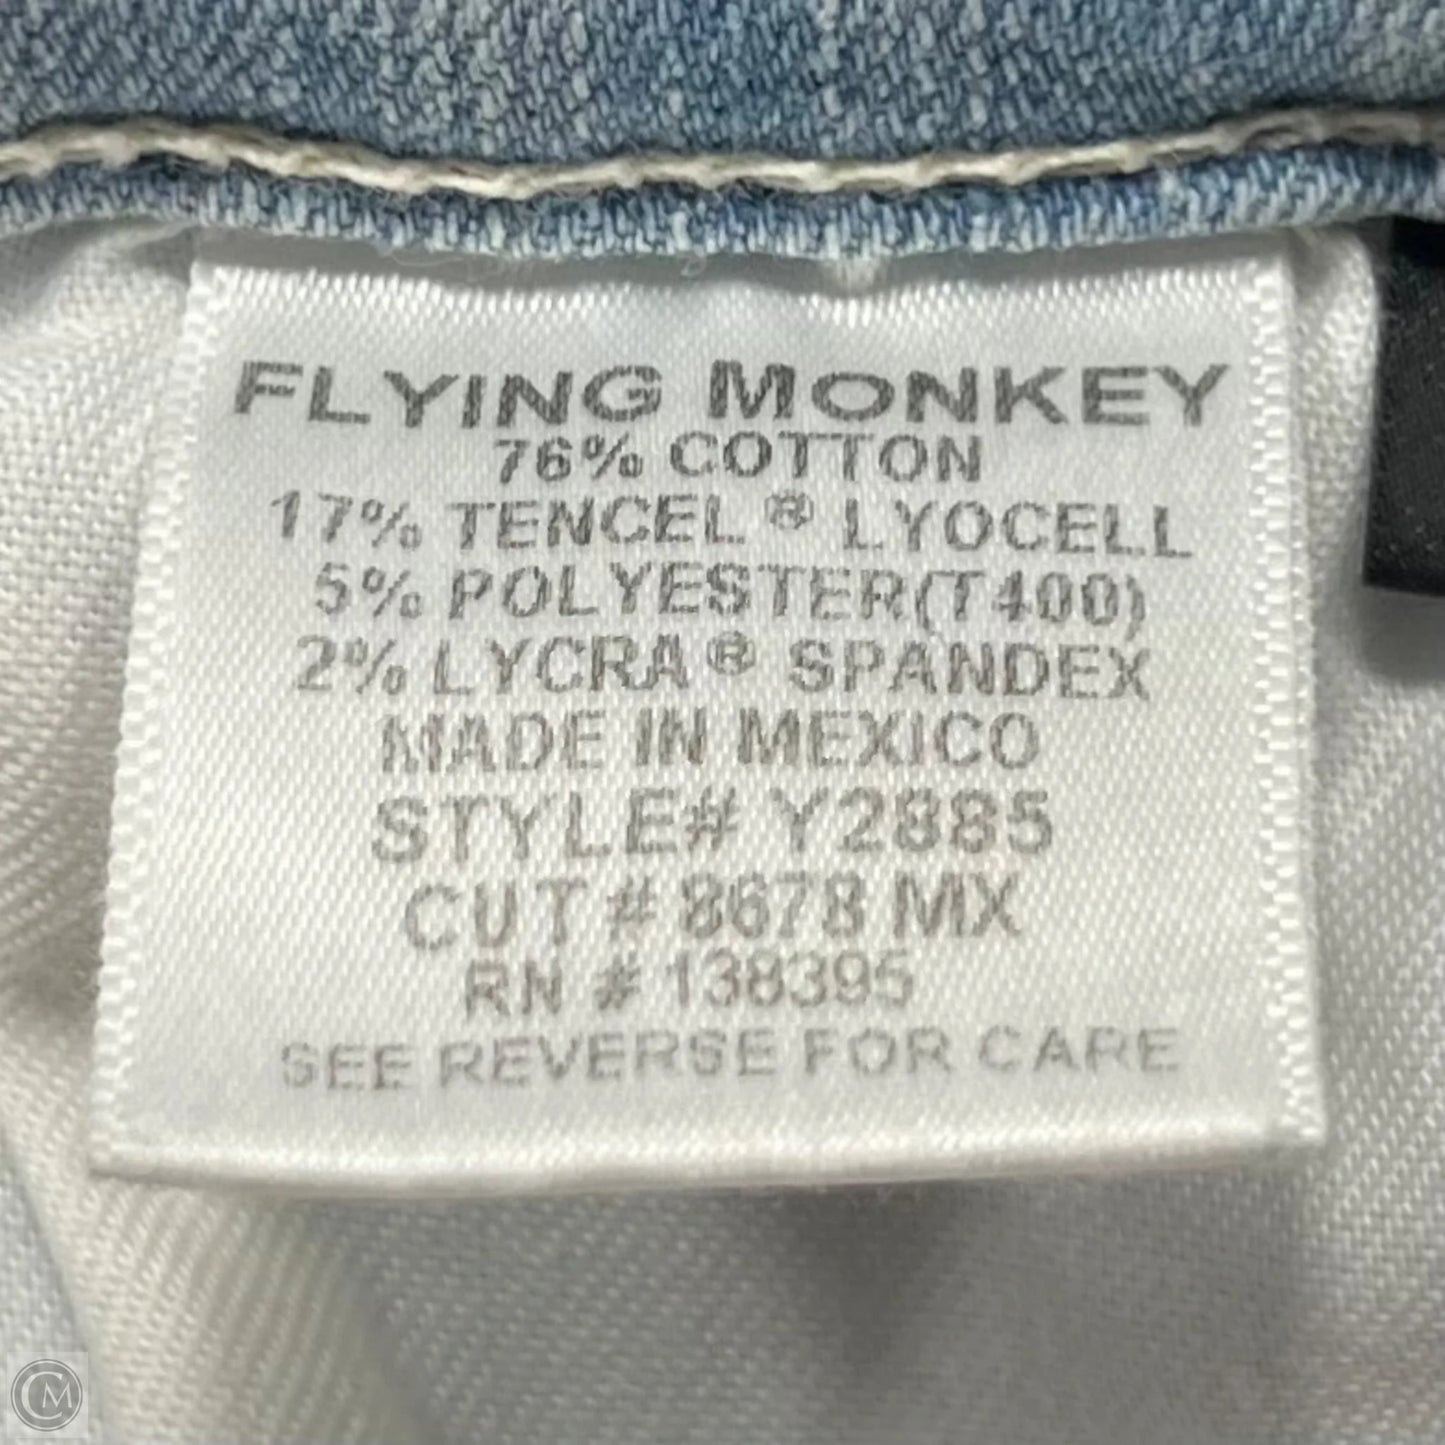 FLYING MONKEY
76% COTTON
17% TENCEL ® LYOCELL
5% POLYESTER(T400)
2% LYCRA ® SPANDEX
MADE IN MEXICO
STYLE# Y2885
CUT # 8678 MX
RN # 138395
SEE REVERSE FOR CARE
CM